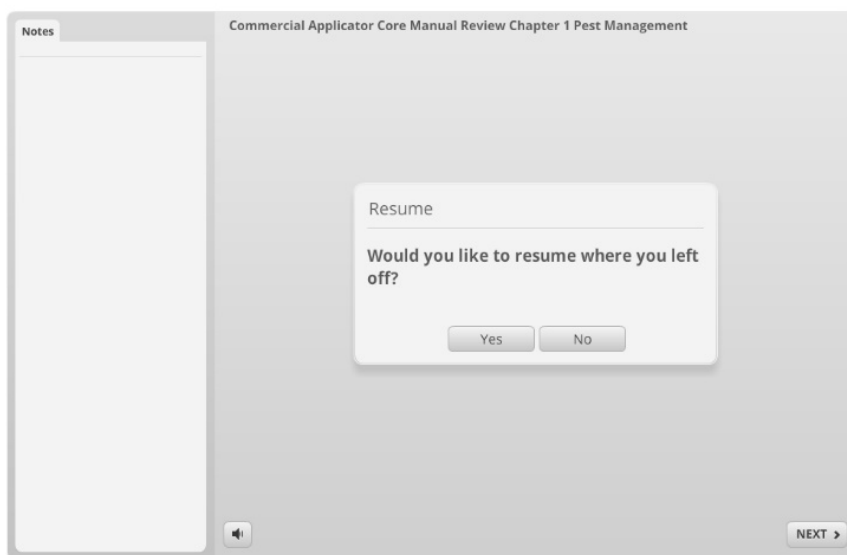 Notes
Commercial Applicator Core Manual Review Chapter 1 Pest Management
Resume
Would you like to resume where you left
off?
Yes No
NEXT